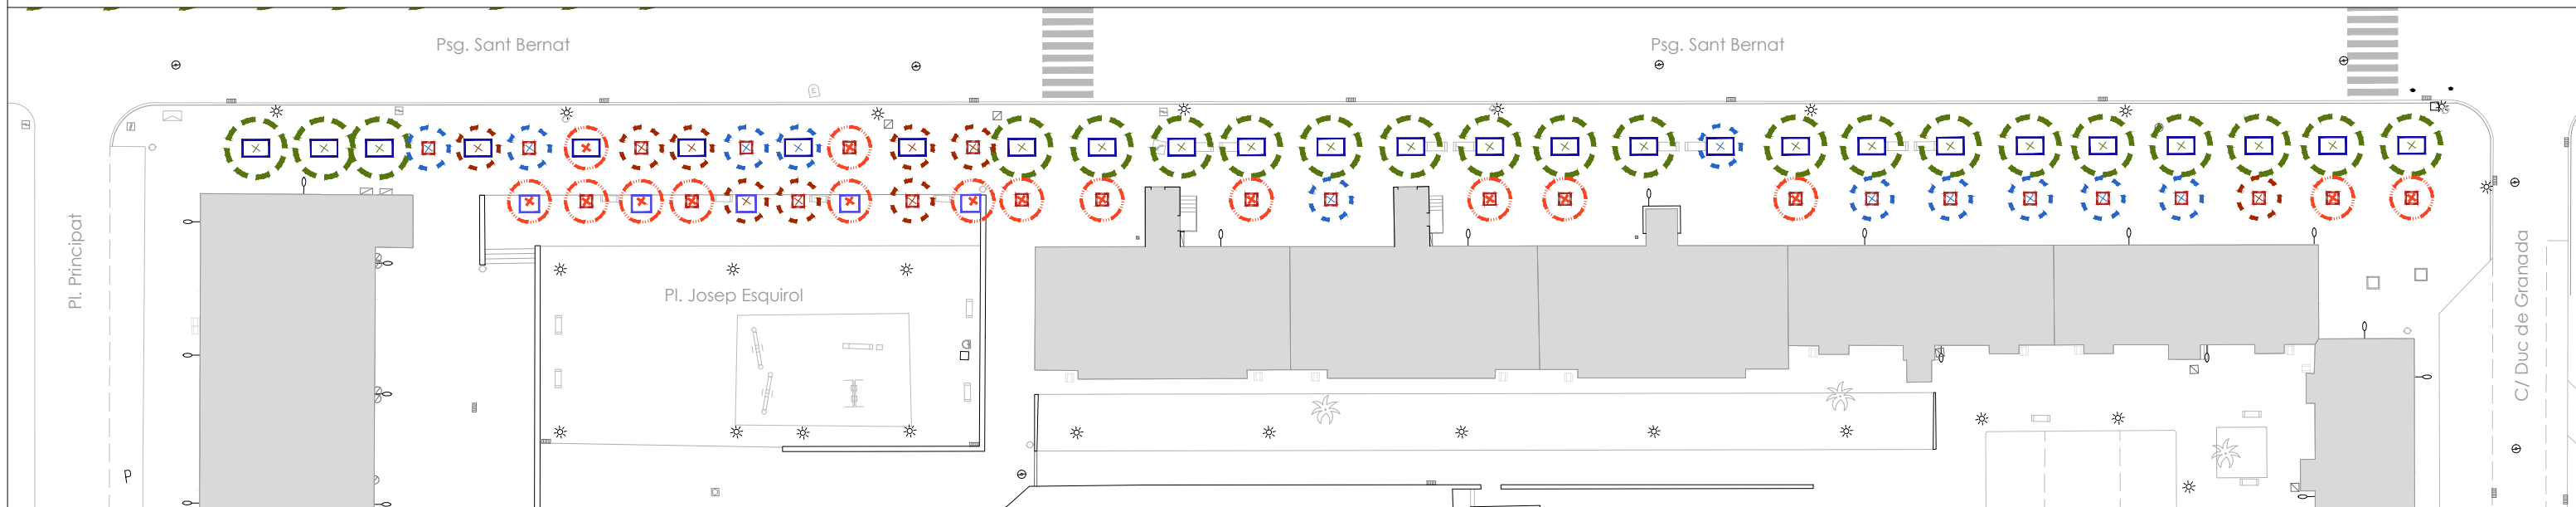 Psg. Sant Bernat
Psg. Sant Bernat
Pl. Principat
Pl. Josep Esquirol
C/ Duc de Granada
P